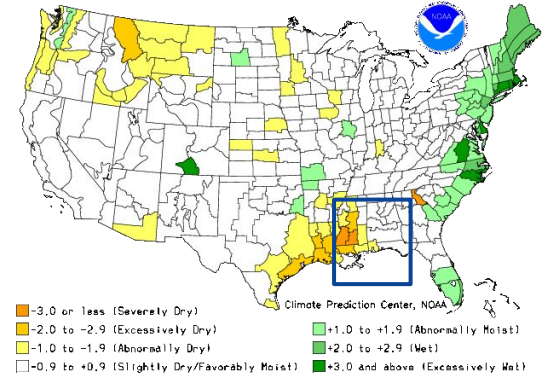 NOAA
Climate Prediction Center, NOAA
-3.0 or less (Severely Dry)
-2.0 to -2.9 (Excessively Dry)
-1.0 to -1.9 (Abnormally Dry)
-0.9 to +0.9 (Slightly Dry/Favorably Moist)
+1.0 to +1.9 (Abnormally Moist)
+2.0 to +2.9 (Wet)
+3.0 and above (Excessively Wet)